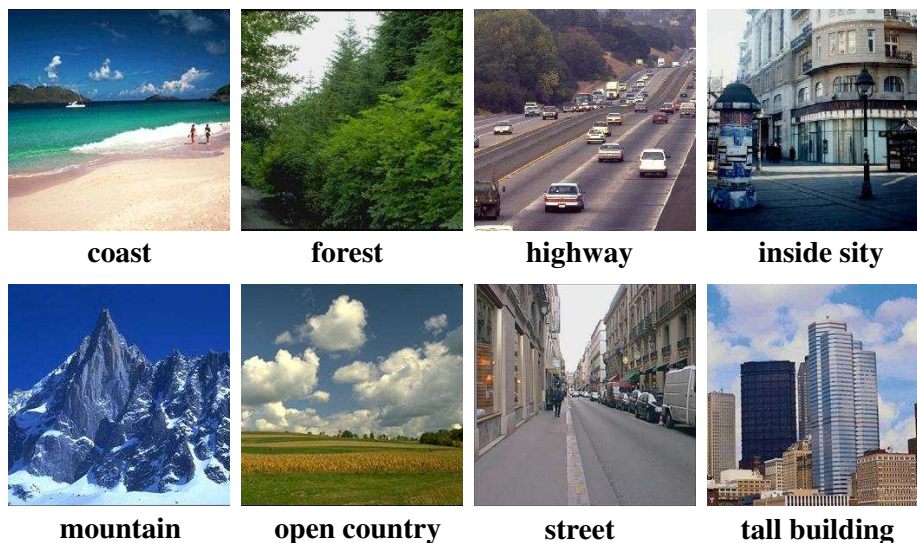 coast
forest
highway
inside sity
mountain
open country
street
tall building